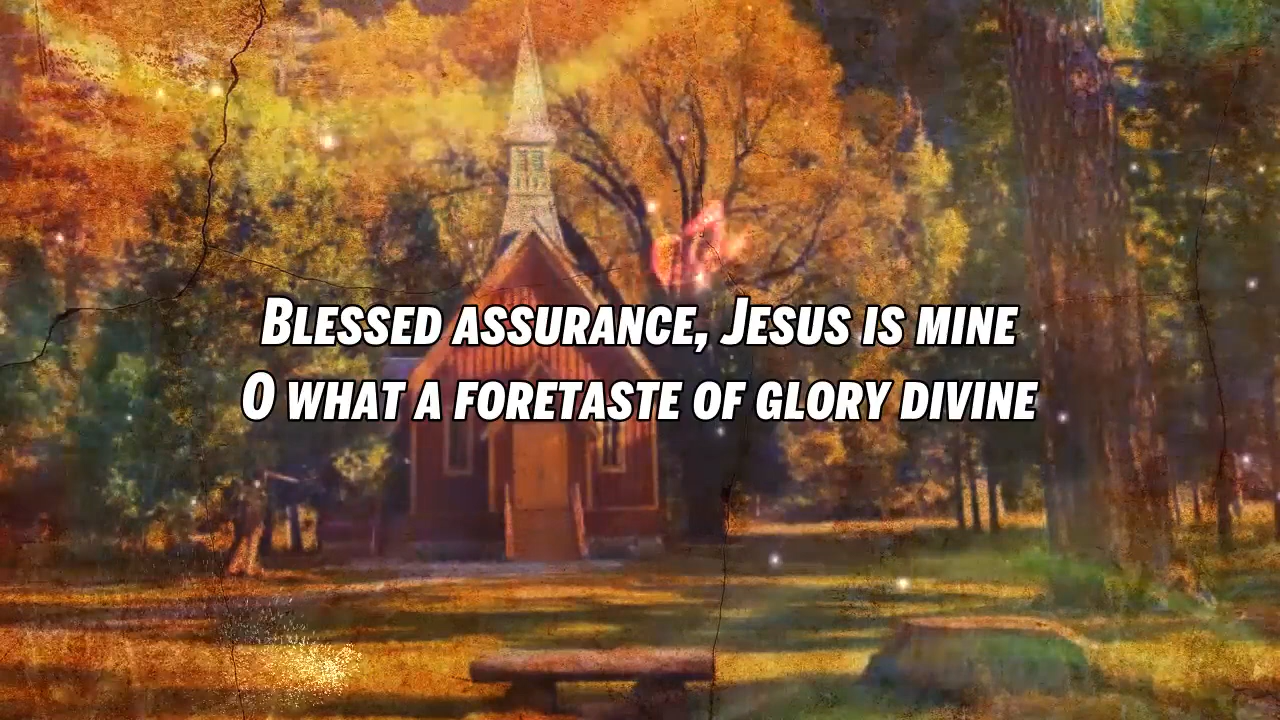 Blessed assurance, Jesus is mine
O what a foretaste of glory divine